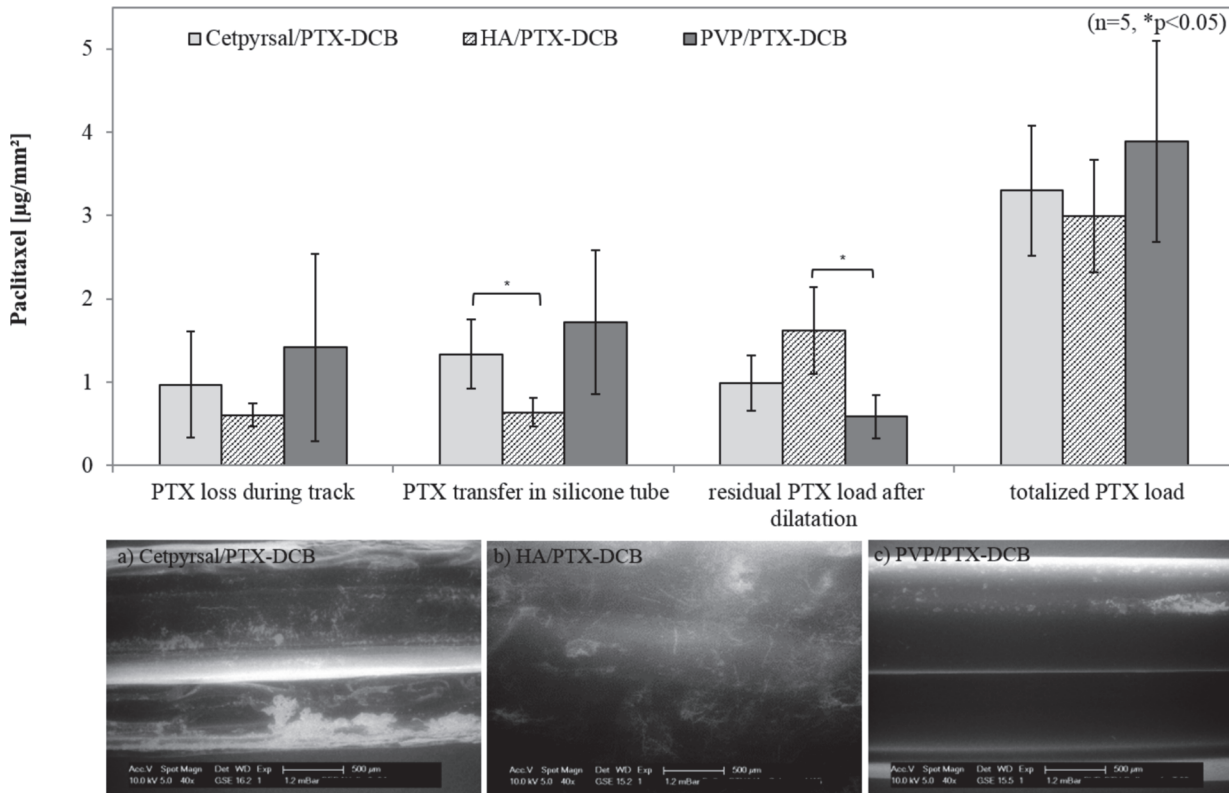 (n=5, *p<0.05)
Cetpyrsal/PTX-DCB HA/PTX-DCB PVP/PTX-DCB
Paclitaxel [µg/mm²]
5
4
3
2
1
0
*
*
PTX loss during track PTX transfer in silicone tube residual PTX load after dilatation totalized PTX load
a) Cetpyrsal/PTX-DCB
Acc.V Spot Magn Det WD Exp
10.0 kV 5.0 40x GSE 16.2 1
500 µm
1.2 mBar
b) HA/PTX-DCB
Acc.V Spot Magn Det WD Exp
10.0 kV 5.0 40x GSE 15.2 1
500 µm
1.2 mBar
c) PVP/PTX-DCB
Acc.V Spot Magn Det WD Exp
10.0 kV 5.0 40x GSE 15.5 1
500 µm
1.2 mBar